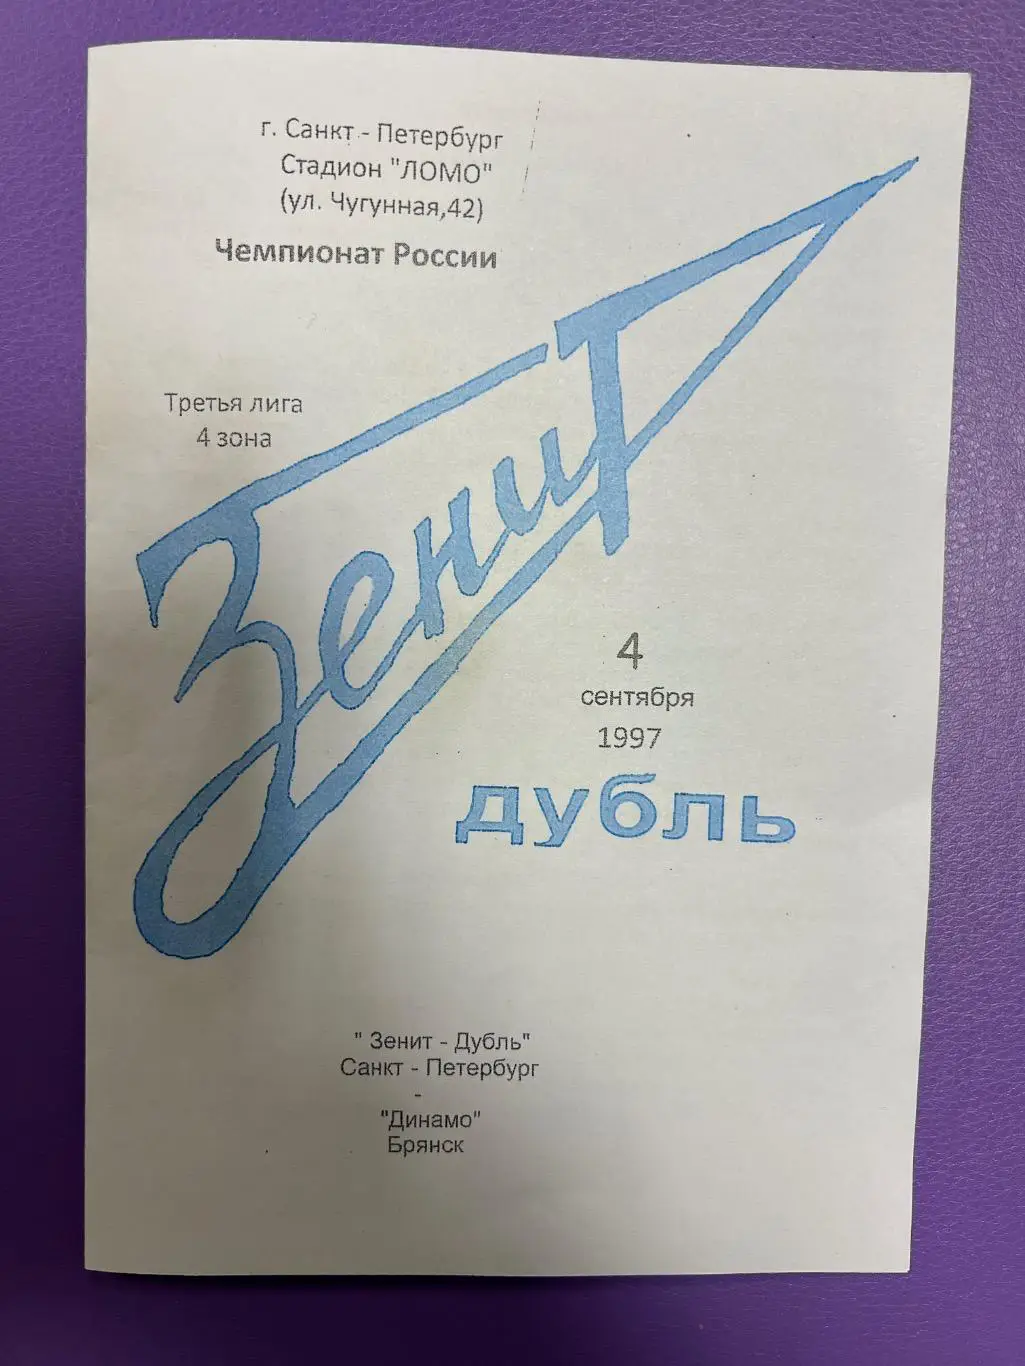 г. Санкт - Петербург
Стадион "ЛОМО"
(ул. Чугунная,42)
Чемпионат России
Третья лига
4 зона
Зенит
4
сентября
1997
дубль
" Зенит - Дубль"
Санкт - Петербург
-
"Динамо"
Брянск